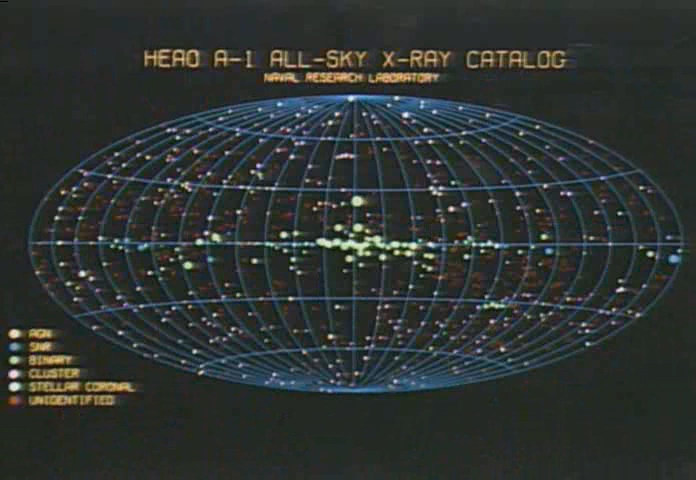 HEAO A-1 ALL-SKY X-RAY CATALOG
NAVAL RESEARCH LABORATORY
AGN
SNR
BINARY
CLUSTER
STELLAR CORONAL
UNIDENTIFIED